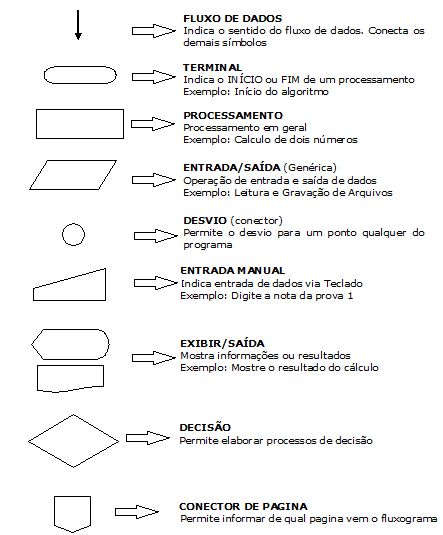 FLUXO DE DADOS
Indica o sentido do fluxo de dados. Conecta os
demais símbolos
TERMINAL
Indica o INÍCIO ou FIM de um processamento
Exemplo: Início do algoritmo
PROCESSAMENTO
Processamento em geral
Exemplo: Calculo de dois números
ENTRADA/SAÍDA (Genérica)
Operação de entrada e saída de dados
Exemplo: Leitura e Gravação de Arquivos
DESVIO (conector)
Permite o desvio para um ponto qualquer do
programa
ENTRADA MANUAL
Indica entrada de dados via Teclado
Exemplo: Digite a nota da prova 1
EXIBIR/SAÍDA
Mostra informações ou resultados
Exemplo: Mostre o resultado do cálculo
DECISÃO
Permite elaborar processos de decisão
CONECTOR DE PAGINA
Permite informar de qual pagina vem o fluxograma